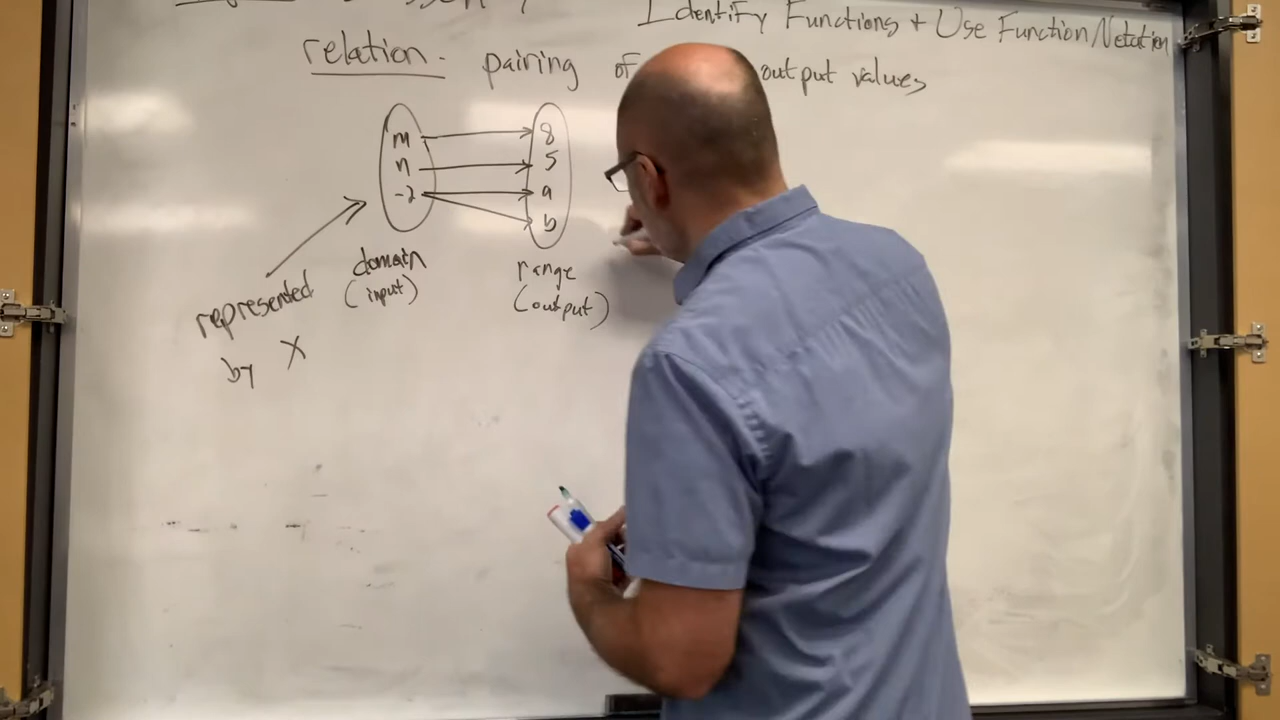 Identify Functions + Use Function Notation
relation - pairing of output values
m 8
n 5
-2 a
b
domain range
(input) (output)
represented
by X